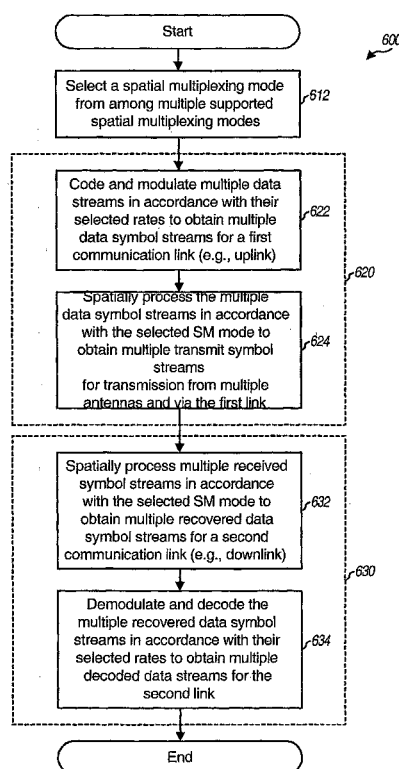 Start
600
Select a spatial multiplexing mode
from among multiple supported
spatial multiplexing modes
612
Code and modulate multiple data
streams in accordance with their
selected rates to obtain multiple
data symbol streams for a first
communication link (e.g., uplink)
622
620
Spatially process the multiple
data symbol streams in accordance
with the selected SM mode to
obtain multiple transmit symbol
streams
for transmission from multiple
antennas and via the first link
624
Spatially process multiple received
symbol streams in accordance
with the selected SM mode to
obtain multiple recovered data
symbol streams for a second
communication link (e.g., downlink)
632
630
Demodulate and decode the
multiple recovered data symbol
streams in accordance with their
selected rates to obtain multiple
decoded data streams for the
second link
634
End